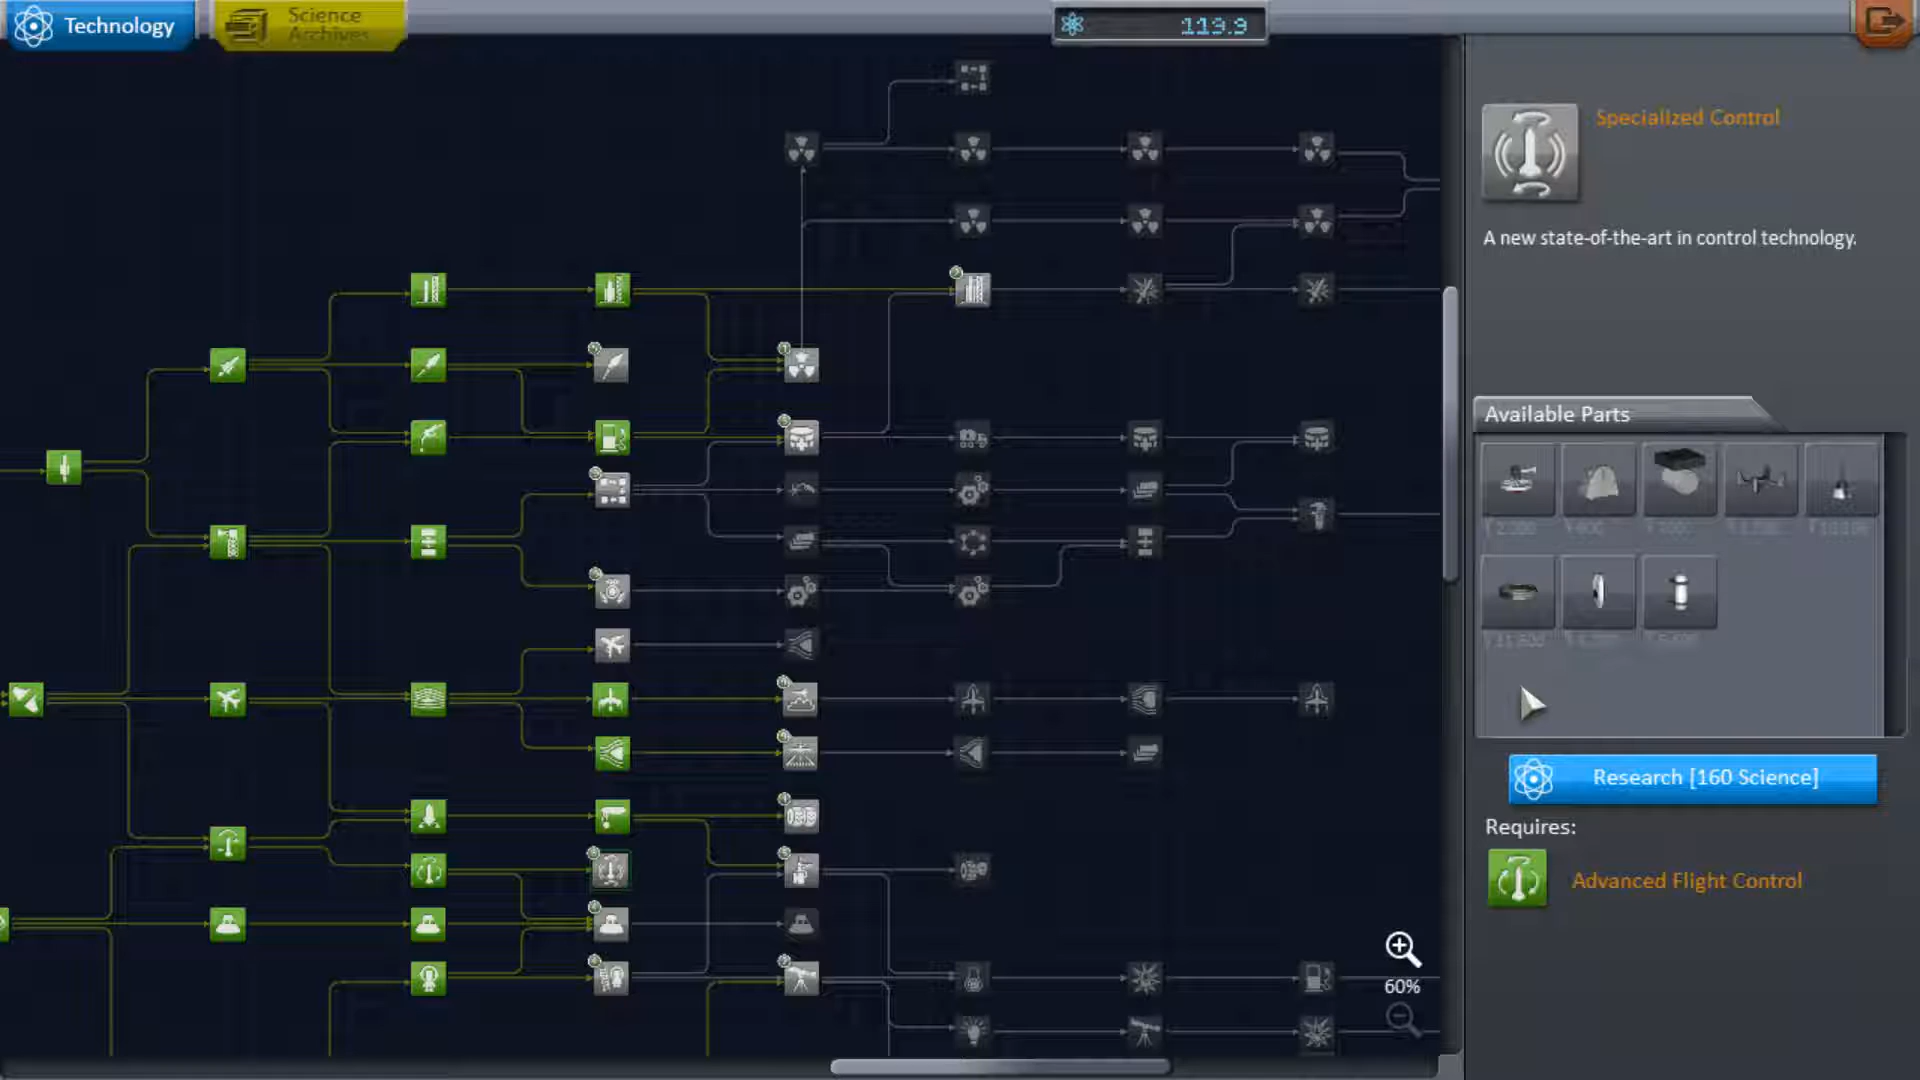 Technology
Science
Archives
119.9
Specialized Control
A new state-of-the-art in control technology.
Available Parts
Research [160 Science]
Requires:
Advanced Flight Control
60%